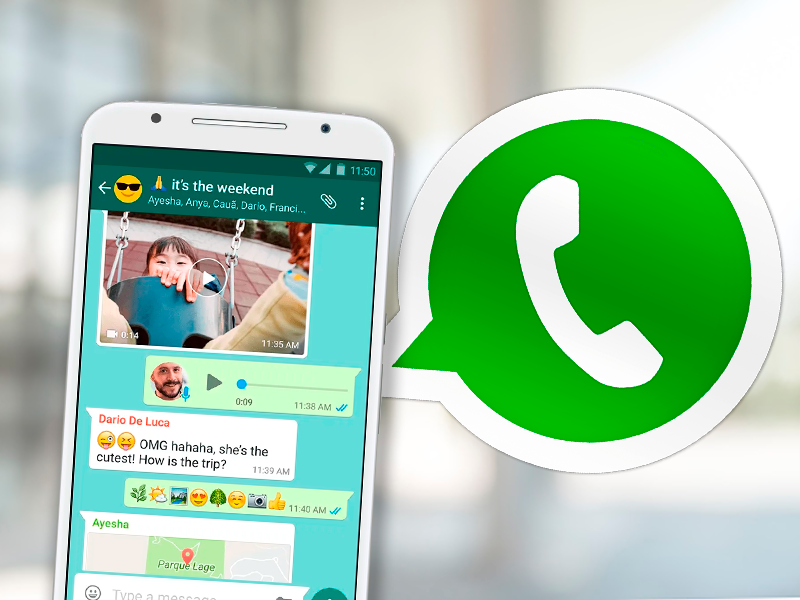 11:50
it's the weekend
Ayesha, Anya, Cauã, Dario, Franci...
0:14
11:35 AM
0:09
11:38 AM
Dario De Luca
OMG hahaha, she's the
cutest! How is the trip?
11:39 AM
11:40 AM
Ayesha
Parque Lage
Type a message